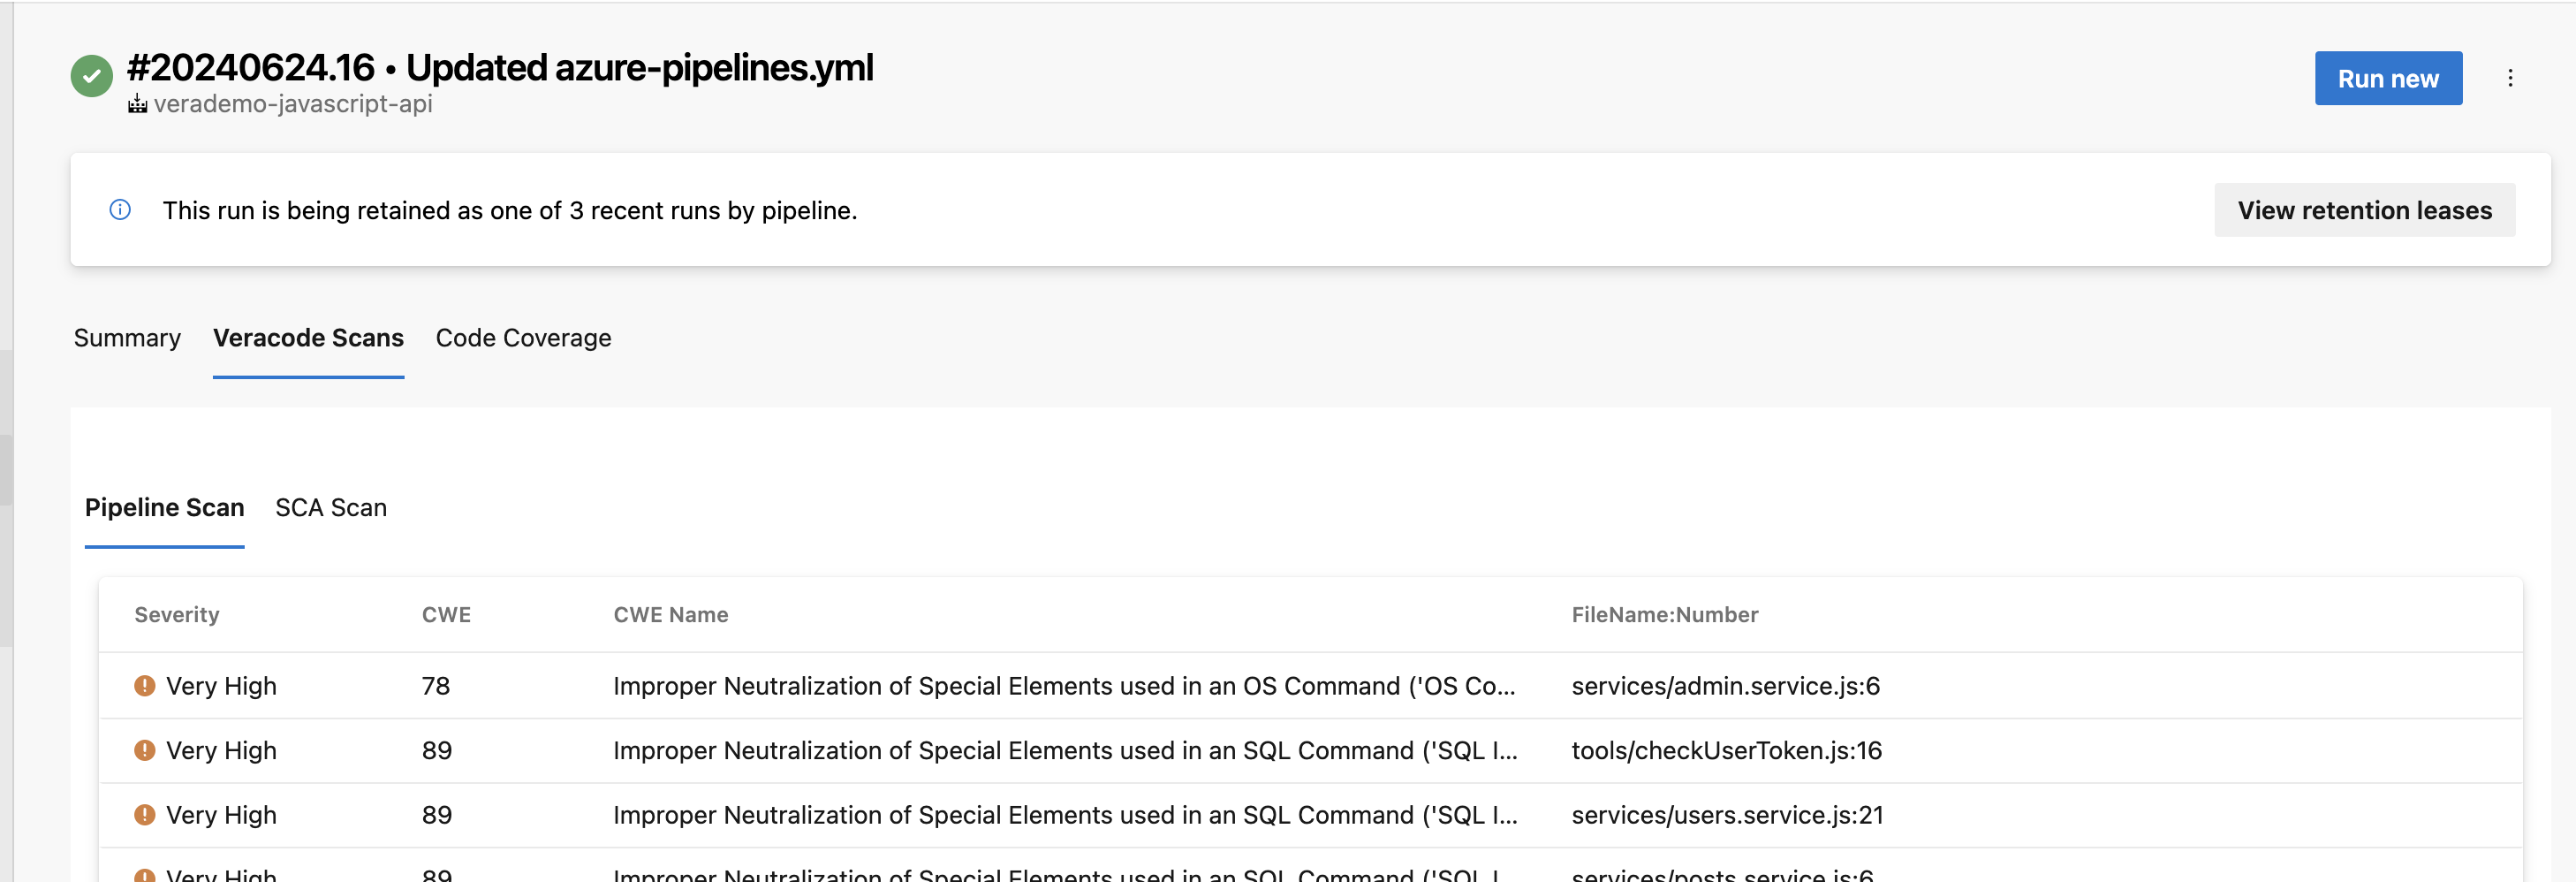 #20240624.16 • Updated azure-pipelines.yml
verademo-javascript-api
Run new
This run is being retained as one of 3 recent runs by pipeline.
View retention leases
Summary Veracode Scans Code Coverage
Pipeline Scan SCA Scan
Severity CWE CWE Name FileName:Number
Very High 78 Improper Neutralization of Special Elements used in an OS Command ('OS Co... services/admin.service.js:6
Very High 89 Improper Neutralization of Special Elements used in an SQL Command ('SQL I... tools/checkUserToken.js:16
Very High 89 Improper Neutralization of Special Elements used in an SQL Command ('SQL I... services/users.service.js:21
Very High 89 Improper Neutralization of Special Elements used in an SQL Command ('SQL I... services/posts.service.js:6